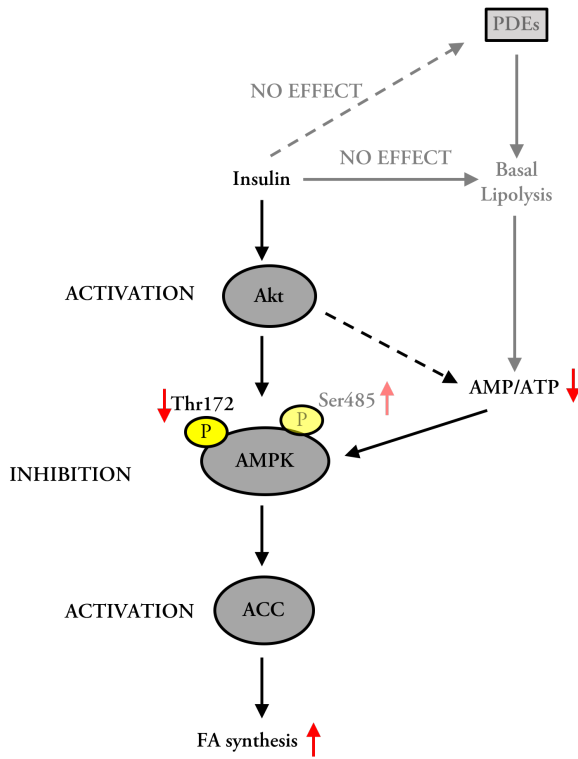 PDEs
NO EFFECT
NO EFFECT
Insulin
Basal
Lipolysis
ACTIVATION
Akt
AMP/ATP
Thr172
Ser485
P
P
AMPK
INHIBITION
ACTIVATION
ACC
FA synthesis